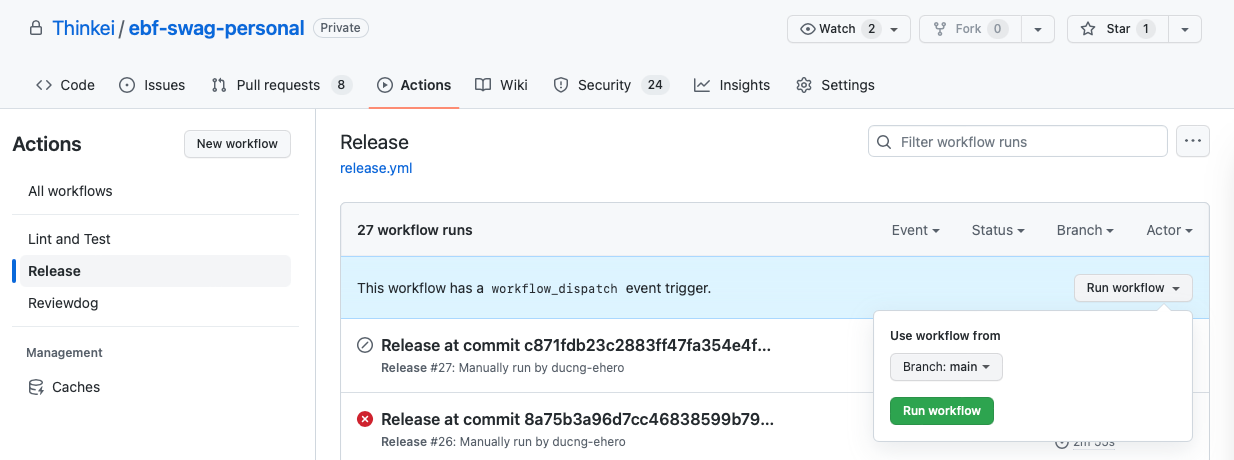 Thinkei / ebf-swag-personal Private Watch 2 Fork 0 Star 1
Code Issues Pull requests 8 Actions Wiki Security 24 Insights Settings
Actions New workflow
All workflows
Lint and Test
Release
Reviewdog
Management
Caches
Release Filter workflow runs
release.yml
27 workflow runs Event Status Branch Actor
This workflow has a workflow_dispatch event trigger. Run workflow
Use workflow from
Branch: main
Run workflow
Release at commit c871fdb23c2883ff47fa354e4f...
Release #27: Manually run by ducng-ehero
Release at commit 8a75b3a96d7cc46838599b79...
Release #26: Manually run by ducng-ehero